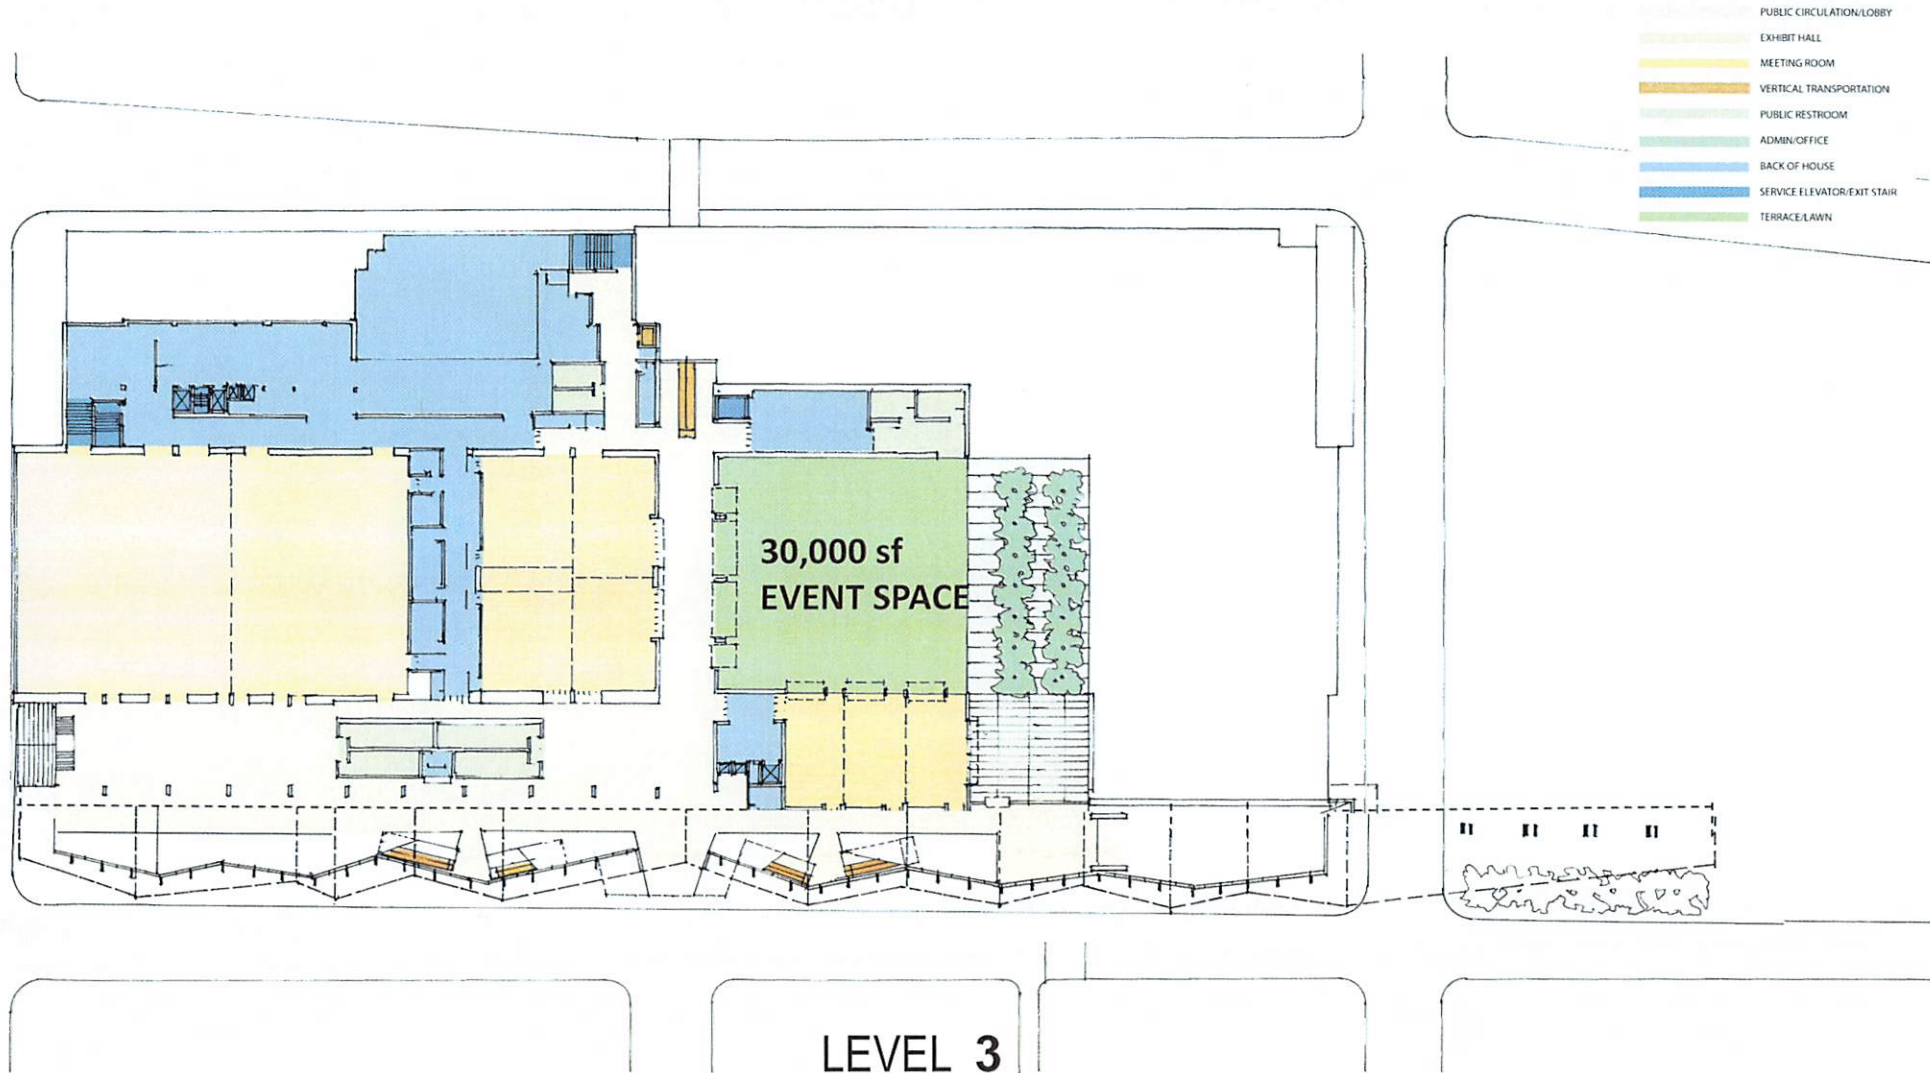 PUBLIC CIRCULATION/LOBBY
EXHIBIT HALL
MEETING ROOM
VERTICAL TRANSPORTATION
PUBLIC RESTROOM
ADMIN/OFFICE
BACK OF HOUSE
SERVICE ELEVATOR/EXIT STAIR
TERRACE/LAWN
30,000 sf
EVENT SPACE
LEVEL 3